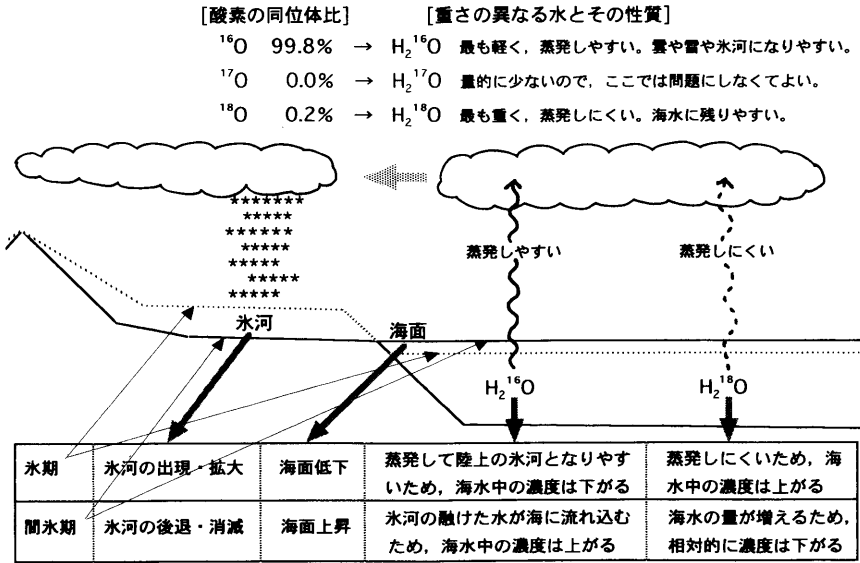 [酸素の同位体比] [重さの異なる水とその性質]
¹⁶O 99.8% → H₂¹⁶O 最も軽く，蒸発しやすい。雲や雷や氷河になりやすい。
¹⁷O 0.0% → H₂¹⁷O 量的に少ないので，ここでは問題にしなくてよい。
¹⁸O 0.2% → H₂¹⁸O 最も重く，蒸発しにくい。海水に残りやすい。
*******
*****
******
*****
*****
*****
******
蒸発しやすい 蒸発しにくい
氷河 海面
H₂¹⁶O H₂¹⁸O
氷期 氷河の出現・拡大 海面低下 蒸発して陸上の氷河となりやす
いため，海水中の濃度は下がる
蒸発しにくいため，海
水中の濃度は上がる
間氷期 氷河の後退・消滅 海面上昇 氷河の融けた水が海に流れ込む
ため，海水中の濃度は上がる
海水の量が増えるため，
相対的に濃度は下がる